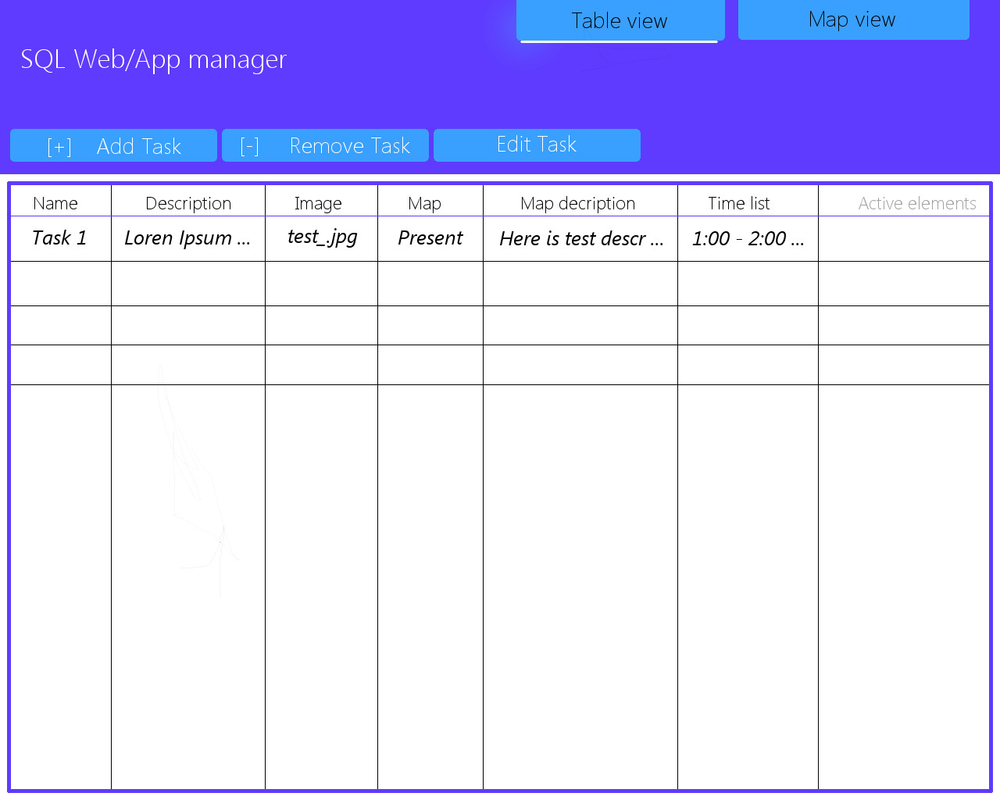 Table view
Map view
SQL Web/App manager
[+] Add Task
[-] Remove Task
Edit Task
Name Description Image Map Map decription Time list Active elements
Task 1 Loren Ipsum ... test_.jpg Present Here is test descr ... 1:00 - 2:00 ...